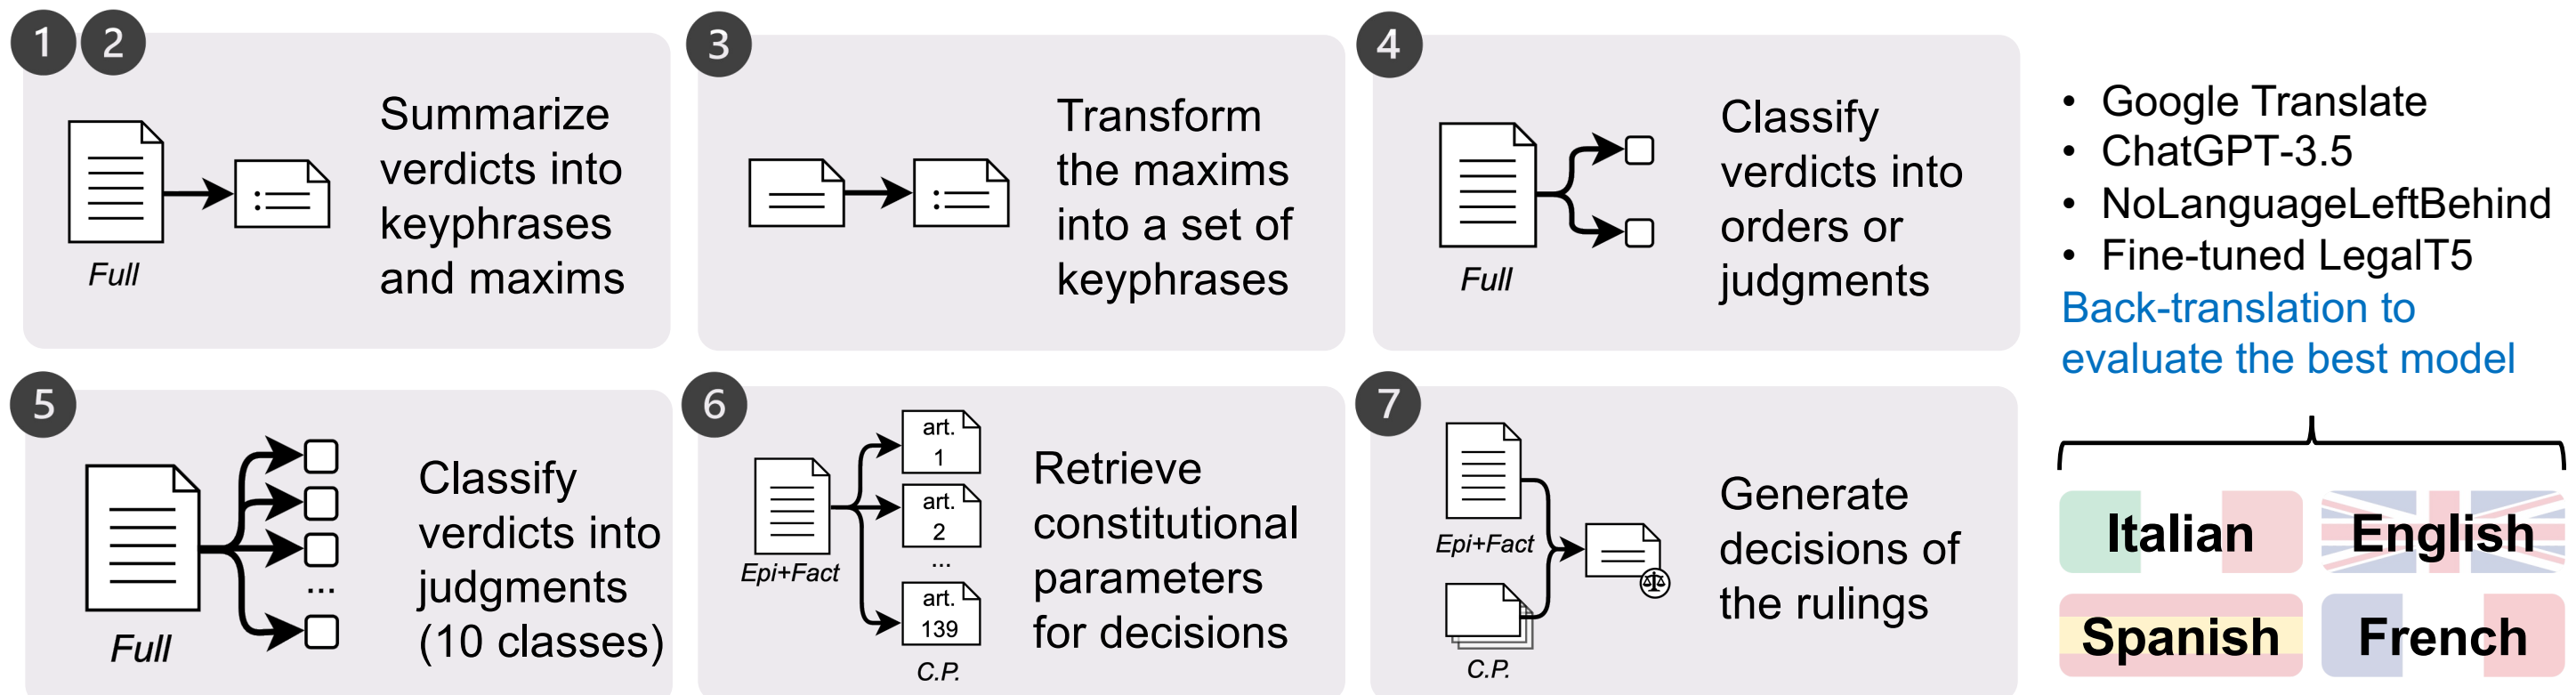 1 2
Summarize
verdicts into
keyphrases
and maxims
Full
3
Transform
the maxims
into a set of
keyphrases
4
Classify
verdicts into
orders or
judgments
Full
• Google Translate
• ChatGPT-3.5
• NoLanguageLeftBehind
• Fine-tuned LegalT5
Back-translation to
evaluate the best model
5
Classify
verdicts into
judgments
(10 classes)
...
Full
6
art.
1
art.
2
...
art.
139
Epi+Fact
C.P.
Retrieve
constitutional
parameters
for decisions
7
Epi+Fact
C.P.
Generate
decisions of
the rulings
Italian English
Spanish French